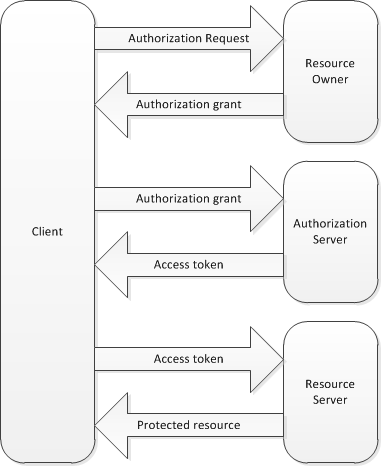 Authorization Request
Resource
Owner
Authorization grant
Authorization grant
Client
Authorization
Server
Access token
Access token
Resource
Server
Protected resource